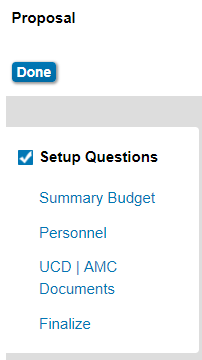 Proposal
Done
Setup Questions
Summary Budget
Personnel
UCD | AMC
Documents
Finalize